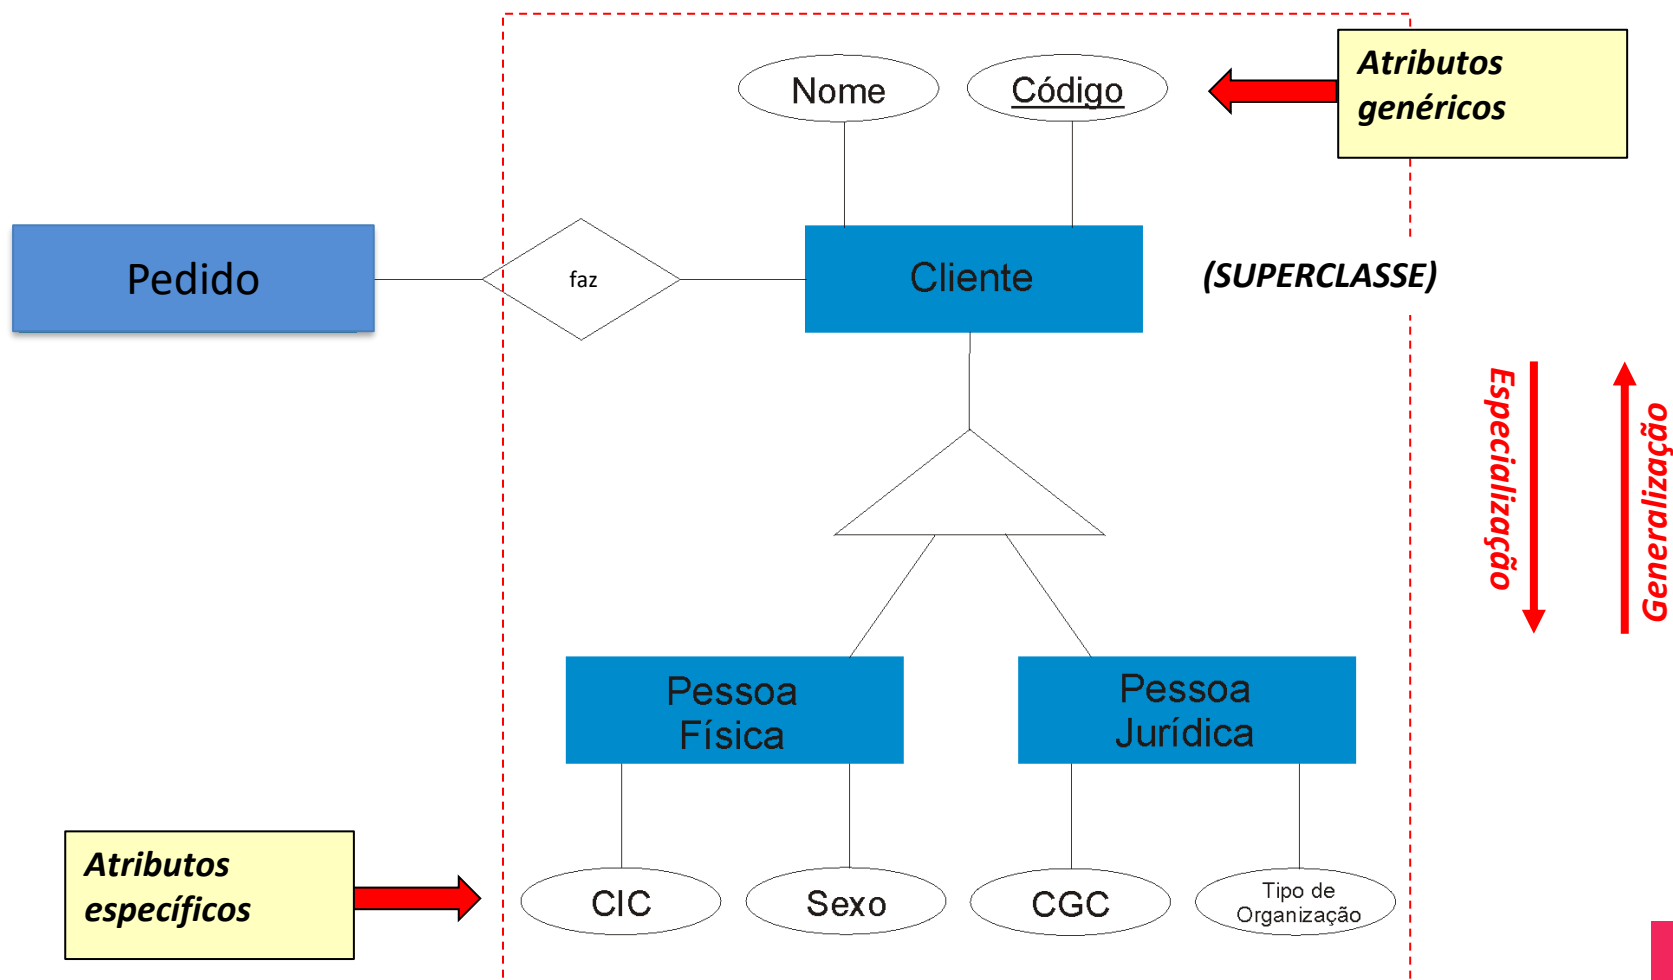 Atributos
genéricos
Nome
Código
Pedido
faz
Cliente
(SUPERCLASSE)
Especialização
Generalização
Pessoa
Física
Pessoa
Jurídica
Atributos
específicos
CIC
Sexo
CGC
Tipo de
Organização